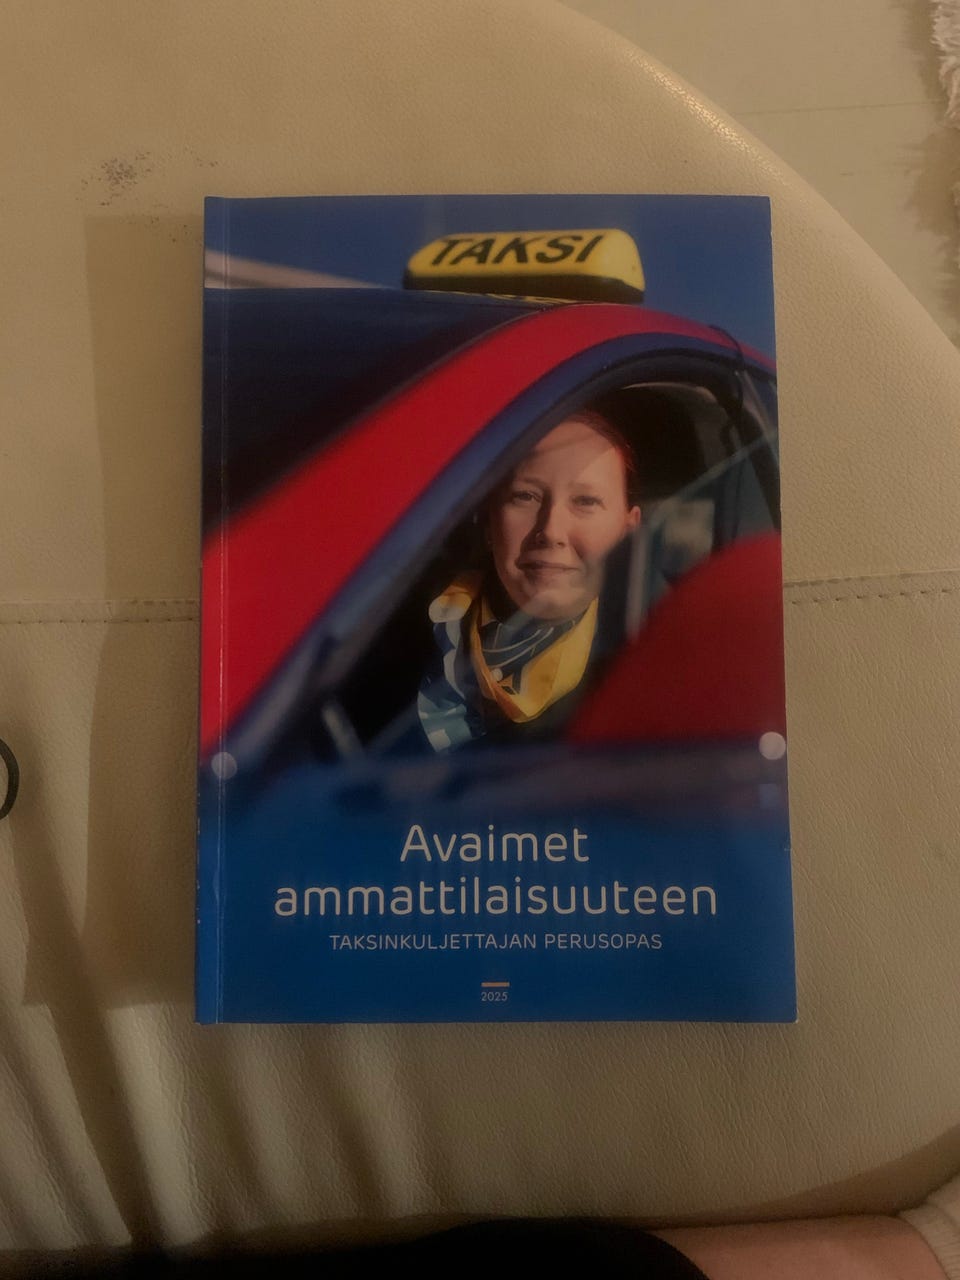 TAKSI
Avaimet
ammattilaisuuteen
TAKSINKULJETTAJAN PERUSOPAS
2025